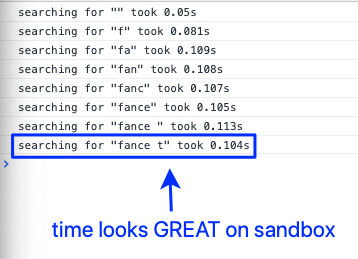 searching for "" took 0.05s
searching for "f" took 0.081s
searching for "fa" took 0.109s
searching for "fan" took 0.108s
searching for "fanc" took 0.107s
searching for "fance" took 0.105s
searching for "fance " took 0.113s
searching for "fance t" took 0.104s
time looks GREAT on sandbox